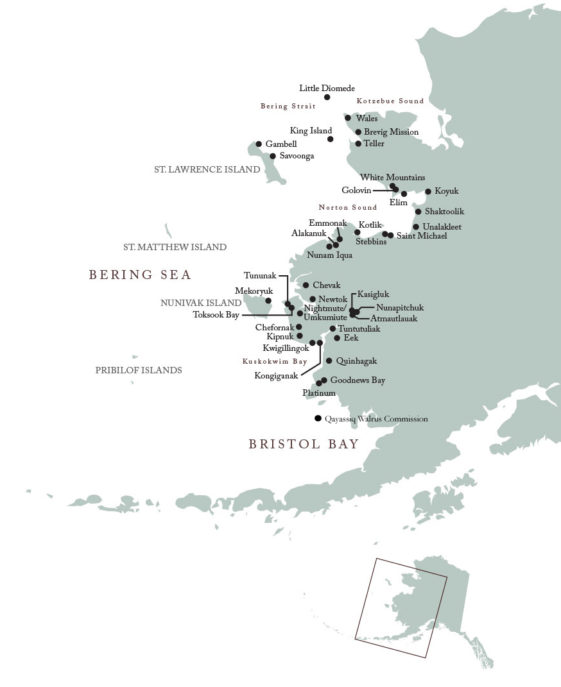 Little Diomede
Kotzebue Sound
Bering Strait
Wales
King Island
Brevig Mission
Teller
Gambell
Savoonga
ST. LAWRENCE ISLAND
White Mountains
Golovin
Koyuk
Elim
Norton Sound
Shaktoolik
Emmonak
Kotlik
Unalakleet
Alakanuk
Saint Michael
Stebbins
ST. MATTHEW ISLAND
Nunam Iqua
BERING SEA
Tununak
Chevak
Mekoryuk
Kasigluk
Newtok
NUNIVAK ISLAND
Nightmute/
Umkumiute
Nunapitchuk
Toksook Bay
Atmautlauak
Chefornak
Tuntutuliak
Kipnuk
Eek
Kwigillingok
Kuskokwim Bay
Quinhagak
PRIBILOF ISLANDS
Kongiganak
Goodnews Bay
Platinum
Qayassiq Walrus Commission
BRISTOL BAY